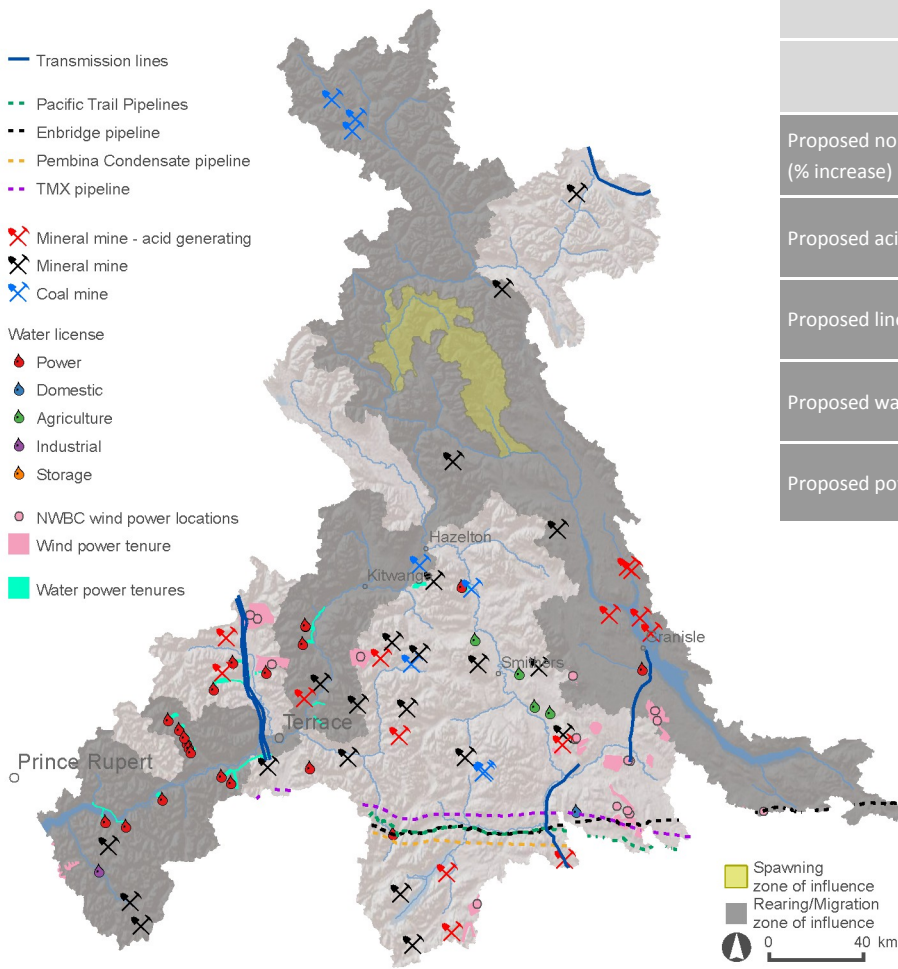 Transmission lines
Pacific Trail Pipelines
Enbridge pipeline
Pembina Condensate pipeline
TMX pipeline
Mineral mine - acid generating
Mineral mine
Coal mine
Water license
Power
Domestic
Agriculture
Industrial
Storage
NWBC wind power locations
Wind power tenure
Water power tenures
Hazelton
Kitwanga
Granisle
Smithers
Terrace
Prince Rupert
Proposed no
(% increase)
Proposed aci
Proposed line
Proposed wa
Proposed po
Spawning
zone of influence
Rearing/Migration
zone of influence
0 40 km